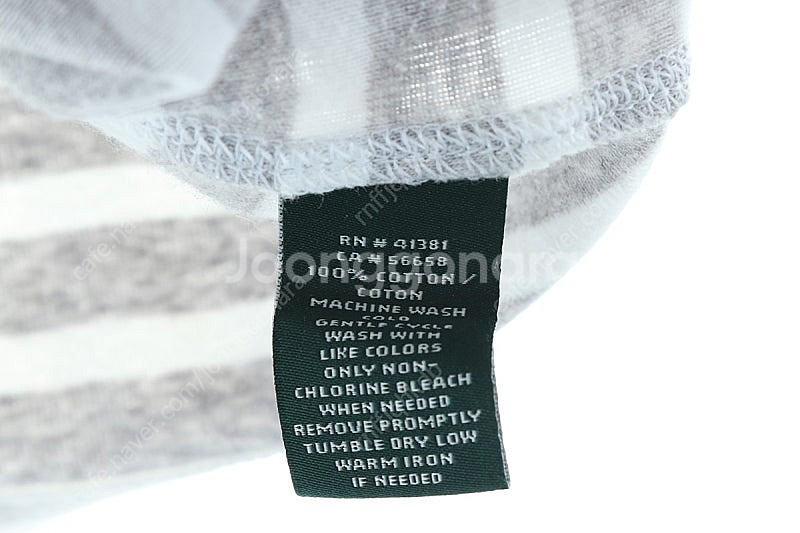 RN # 41381
CA # 56658
100% COTTON /
COTON
MACHINE WASH
COLD
GENTLE CYCLE
WASH WITH
LIKE COLORS
ONLY NON-
CHLORINE BLEACH
WHEN NEEDED
REMOVE PROMPTLY
TUMBLE DRY LOW
WARM IRON
IF NEEDED
Joonggonara